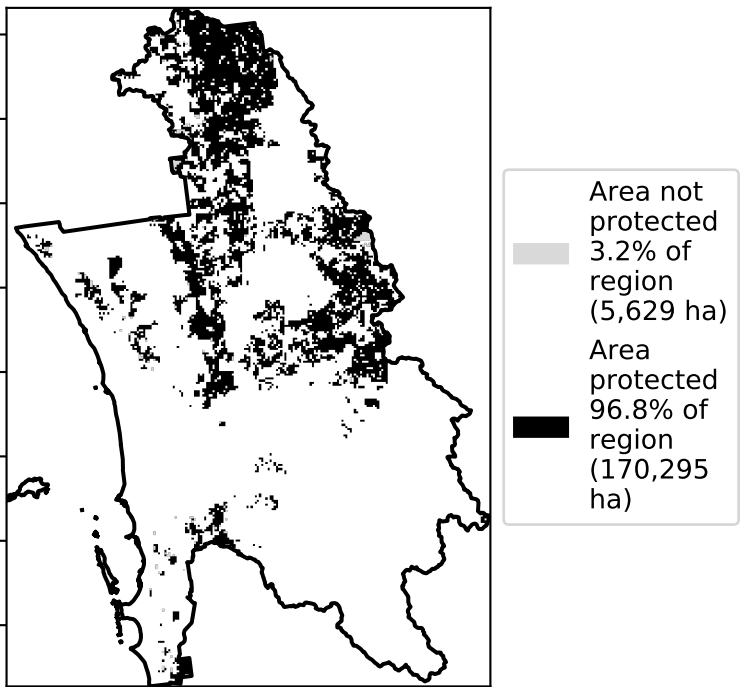 Area not
protected
3.2% of
region
(5,629 ha)
Area
protected
96.8% of
region
(170,295
ha)